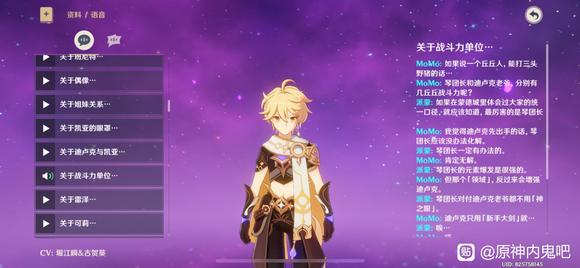 资料 / 语音
关于班尼特…
关于偶像…
关于姐妹关系…
关于凯亚的眼罩…
关于迪卢克与凯亚…
关于战斗力单位…
关于雷泽…
关于可莉…
CV: 堀江瞬&古贺葵
关于战斗力单位…
MoMo: 如果说一个丘丘人，能打三头
野猪的话…
MoMo: 琴团长和迪卢克老爷，分别有
几丘丘战斗力呢？
派蒙: 如果在蒙德城里体会过大家的统
一口径，就应该知道，最厉害的是琴团长
MoMo: 我觉得迪卢克先出手的话，琴
团长应该没办法化解。
派蒙: 琴团长一定有办法的。
MoMo: 肯定无解。
派蒙: 琴团长的元素爆发是很强的。
MoMo: 但那个「领域」，反过来会增强
迪卢克。
派蒙: 琴团长对付迪卢克老爷都不用「神
之眼」。
MoMo: 迪卢克只用「新手大剑」就…
派蒙: 唉…
贴 @原神内鬼吧
UID: 825758145